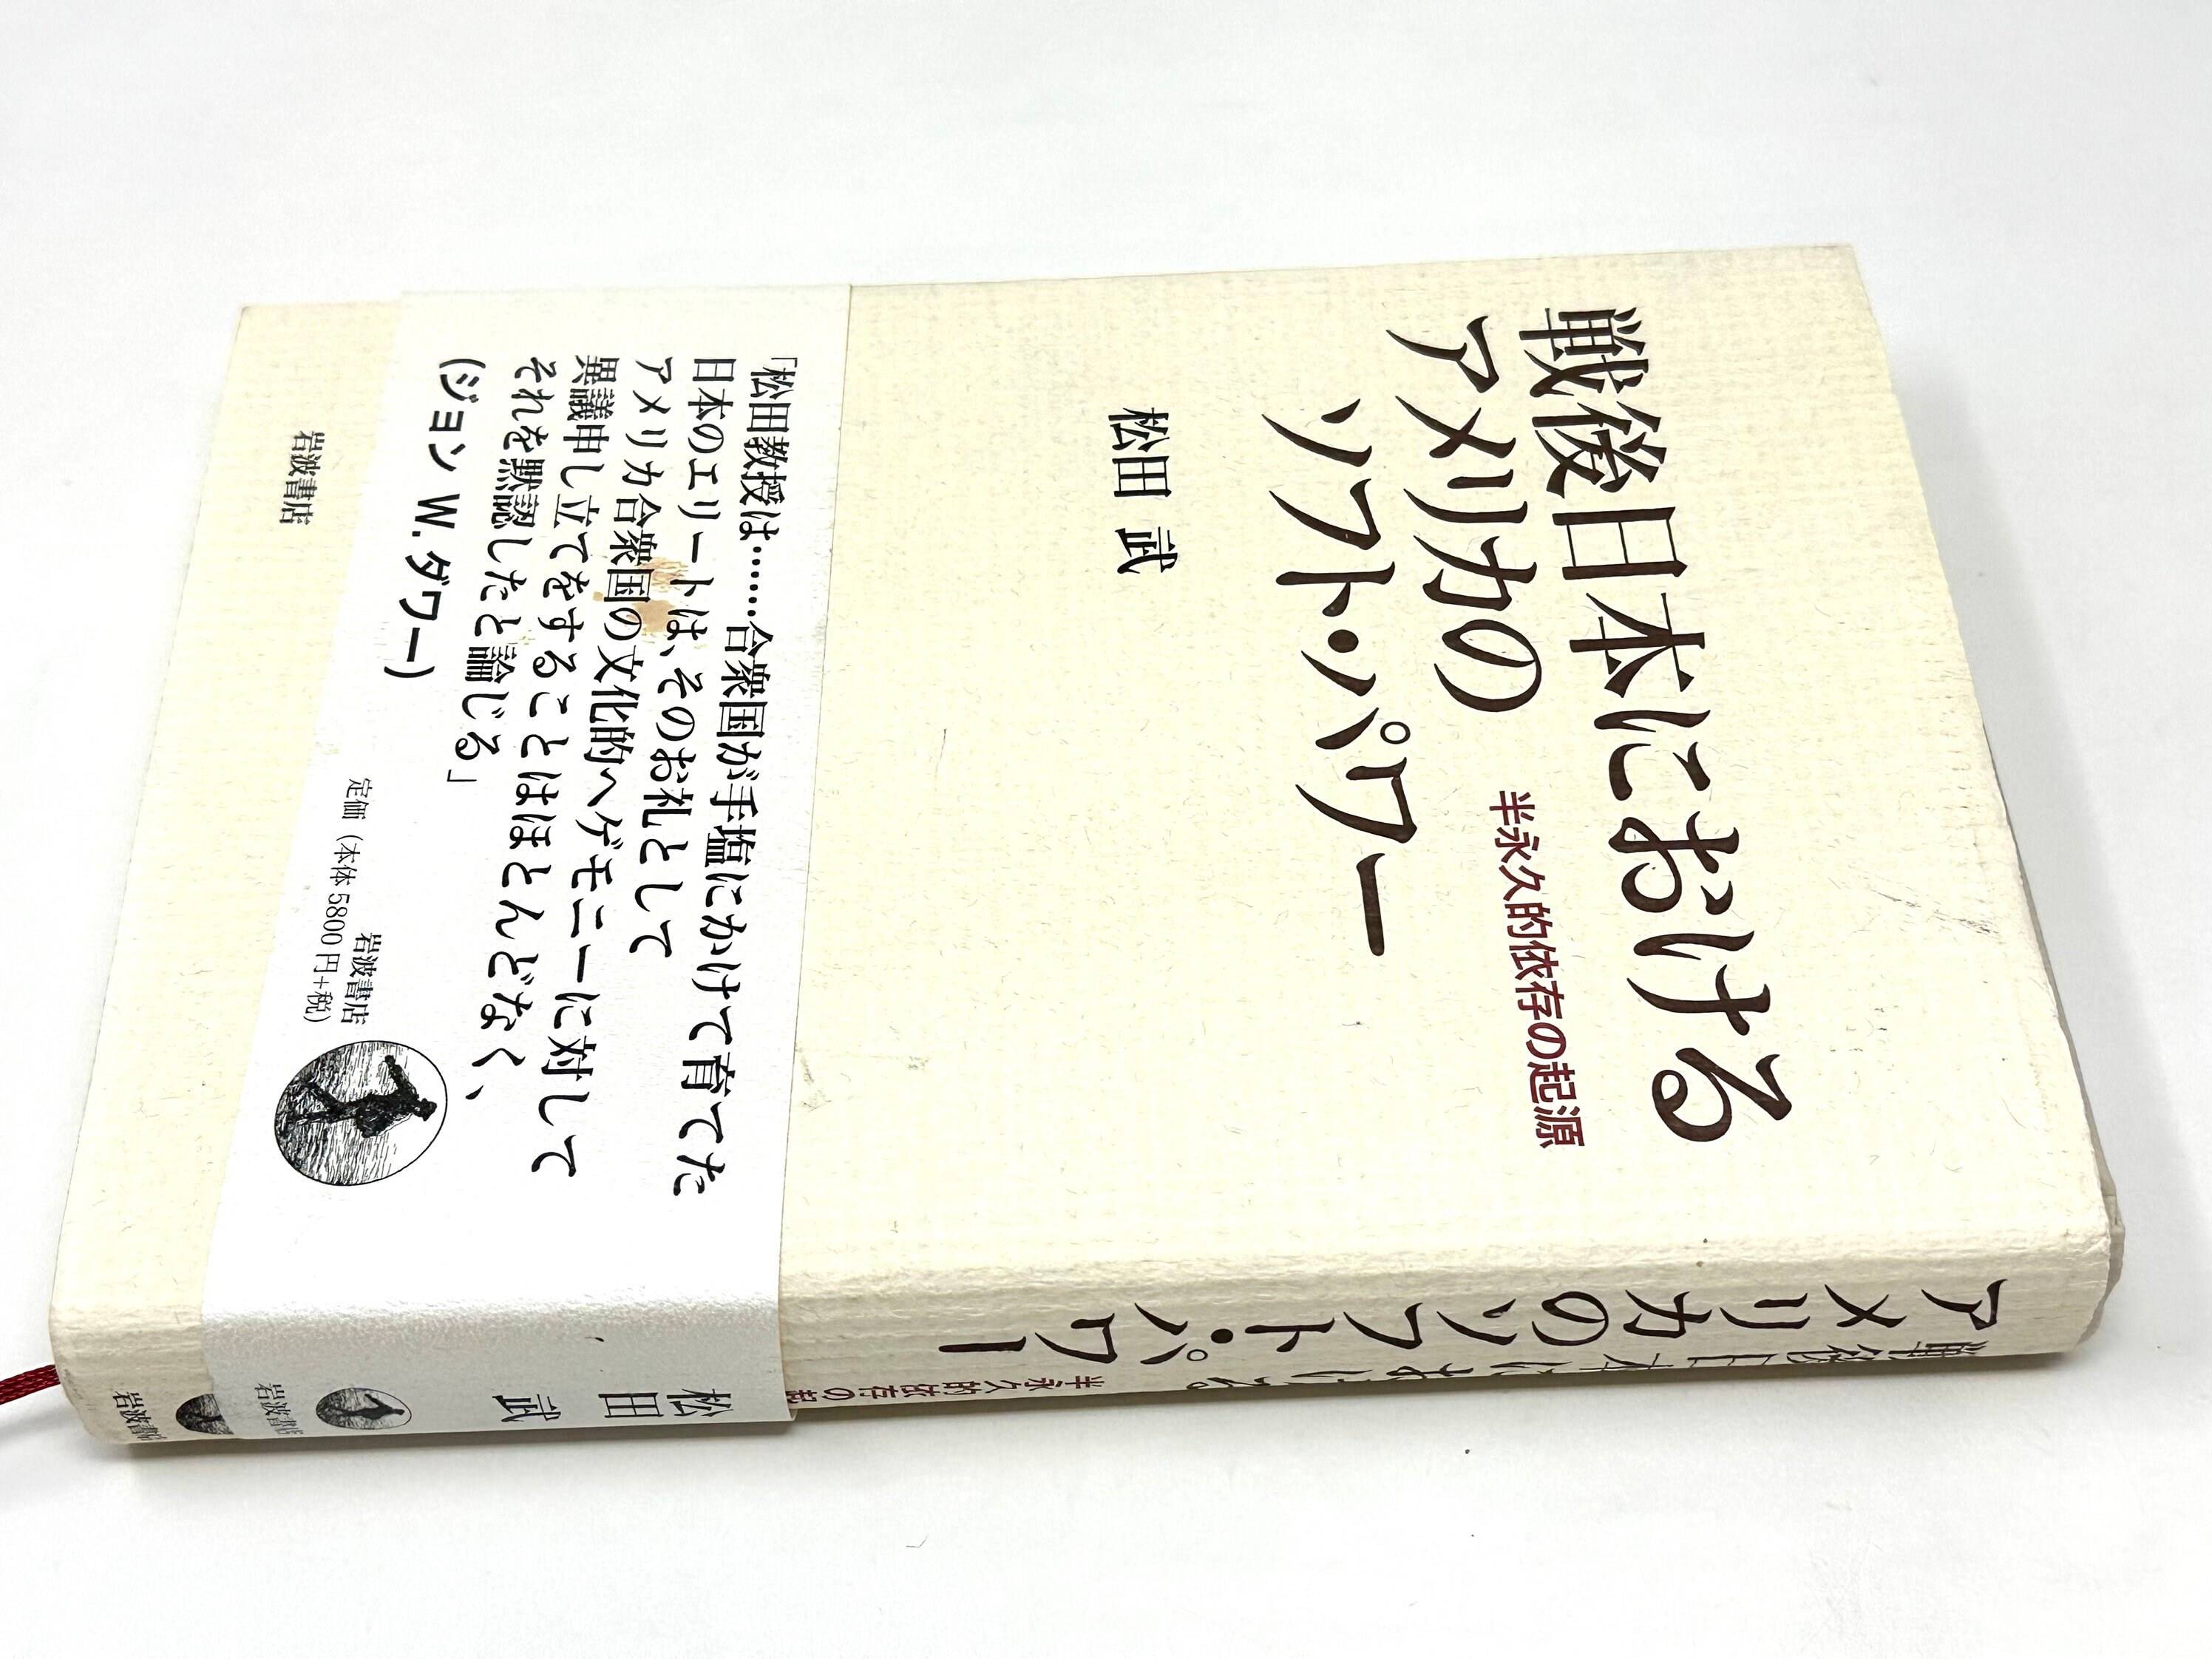 戦後日本における
アメリカの
ソフト・パワー
半永久的依存の起源
松田 武
「松田教授は……合衆国が手塩にかけて育てた
日本のエリートは、そのお礼として
アメリカ合衆国の文化的ヘゲモニーに対して
異議申し立てをすることはほとんどなく、
それを黙認したと論じる」
(ジョン W. ダワー)
岩波書店
定価(本体 5800 円+税)
岩波書店
戦後日本における
アメリカのソフト・パワー
半永久的依存の起
松田 武
岩波書店
岩波書店